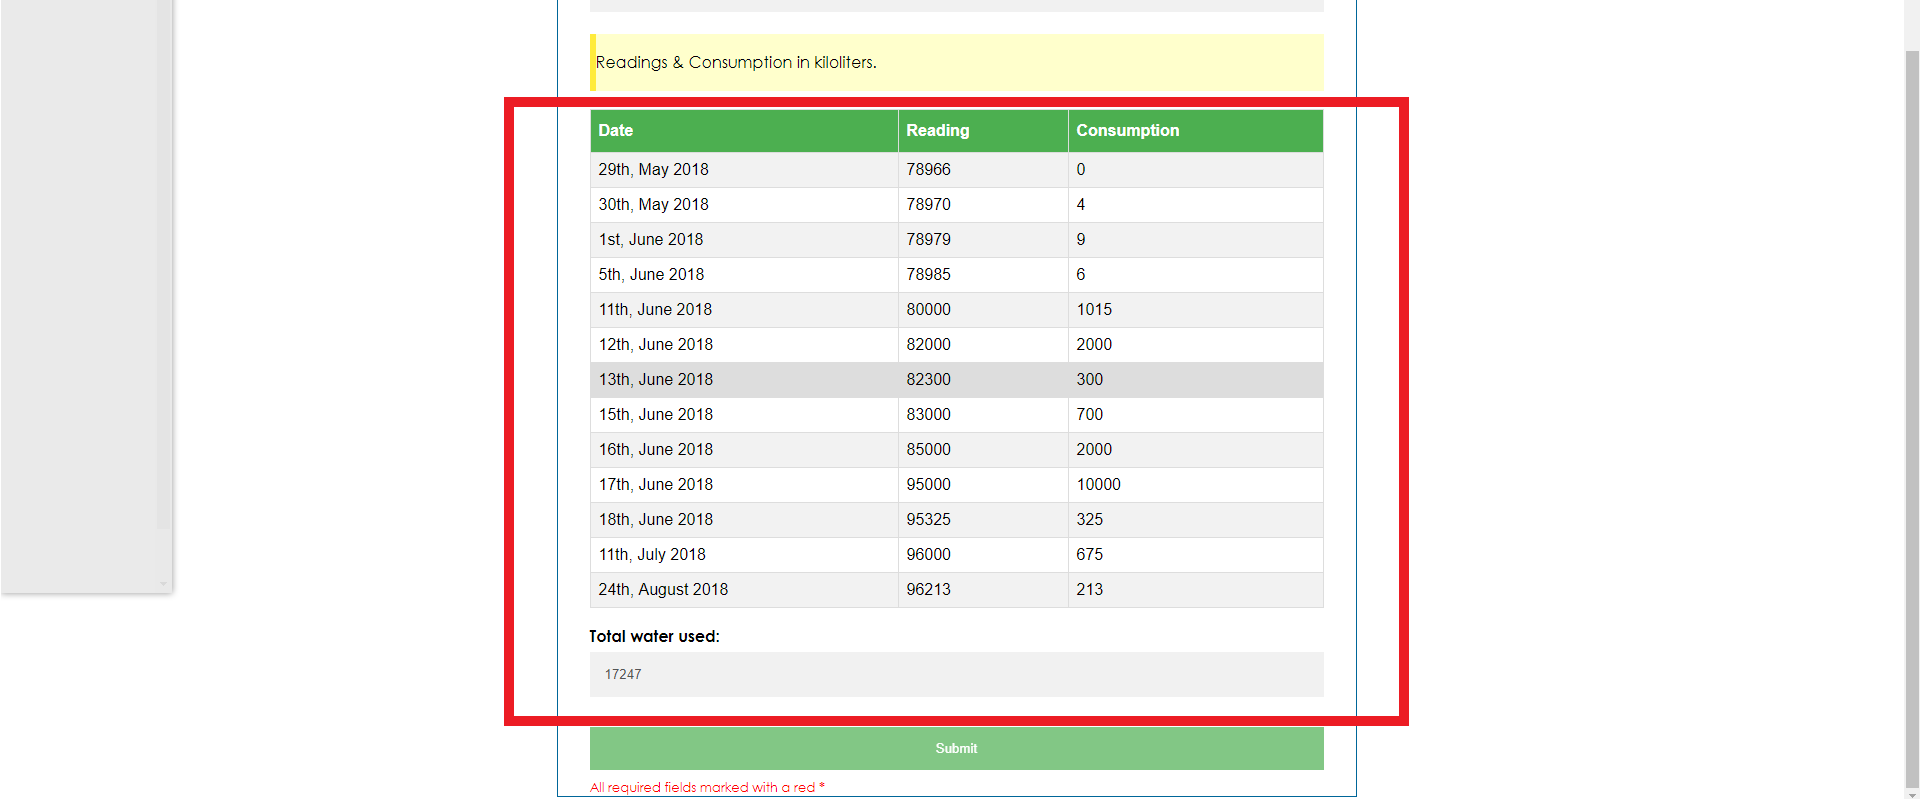 Readings & Consumption in kiloliters.
Date Reading Consumption
29th, May 2018 78966 0
30th, May 2018 78970 4
1st, June 2018 78979 9
5th, June 2018 78985 6
11th, June 2018 80000 1015
12th, June 2018 82000 2000
13th, June 2018 82300 300
15th, June 2018 83000 700
16th, June 2018 85000 2000
17th, June 2018 95000 10000
18th, June 2018 95325 325
11th, July 2018 96000 675
24th, August 2018 96213 213
Total water used:
17247
Submit
All required fields marked with a red *